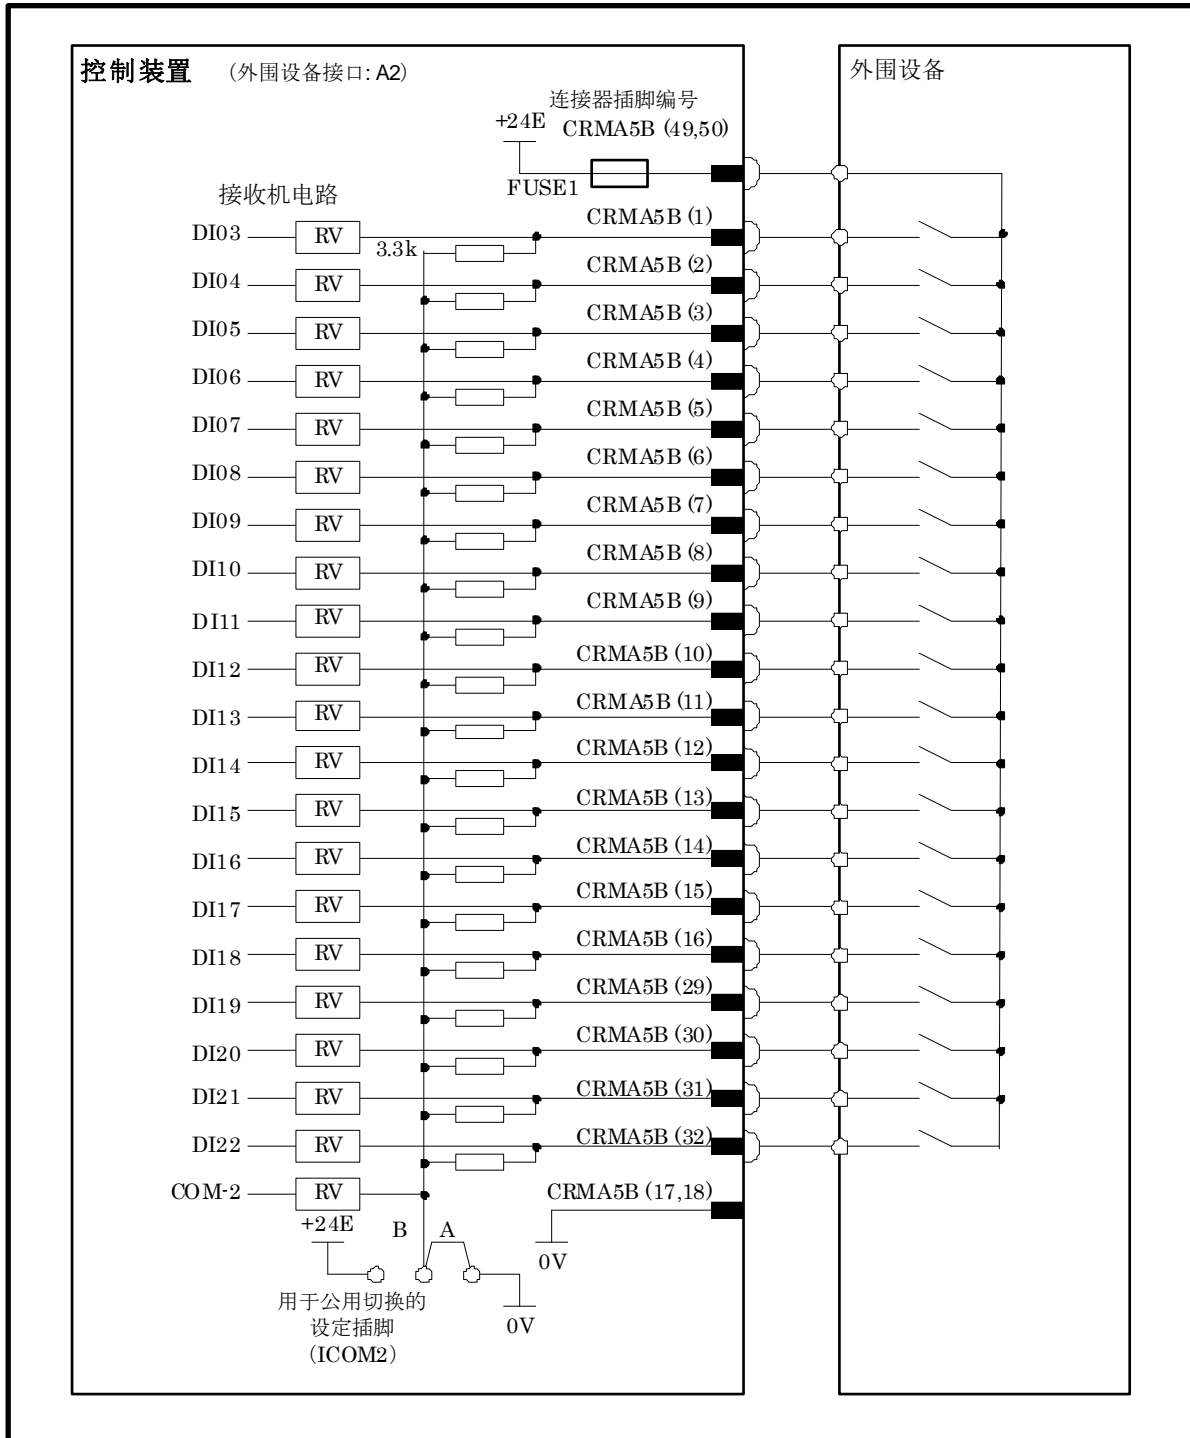 控制装置 (外围设备接口: A2)
外围设备
连接器插脚编号
+24E CRMA5B (49,50)
FUSE1
接收机电路
DI03 RV 3.3k CRMA5B (1)
DI04 RV CRMA5B (2)
DI05 RV CRMA5B (3)
DI06 RV CRMA5B (4)
DI07 RV CRMA5B (5)
DI08 RV CRMA5B (6)
DI09 RV CRMA5B (7)
DI10 RV CRMA5B (8)
DI11 RV CRMA5B (9)
DI12 RV CRMA5B (10)
DI13 RV CRMA5B (11)
DI14 RV CRMA5B (12)
DI15 RV CRMA5B (13)
DI16 RV CRMA5B (14)
DI17 RV CRMA5B (15)
DI18 RV CRMA5B (16)
DI19 RV CRMA5B (29)
DI20 RV CRMA5B (30)
DI21 RV CRMA5B (31)
DI22 RV CRMA5B (32)
COM-2 RV CRMA5B (17,18)
+24E B A
0V
用于公用切换的
设定插脚
(ICOM2)
0V